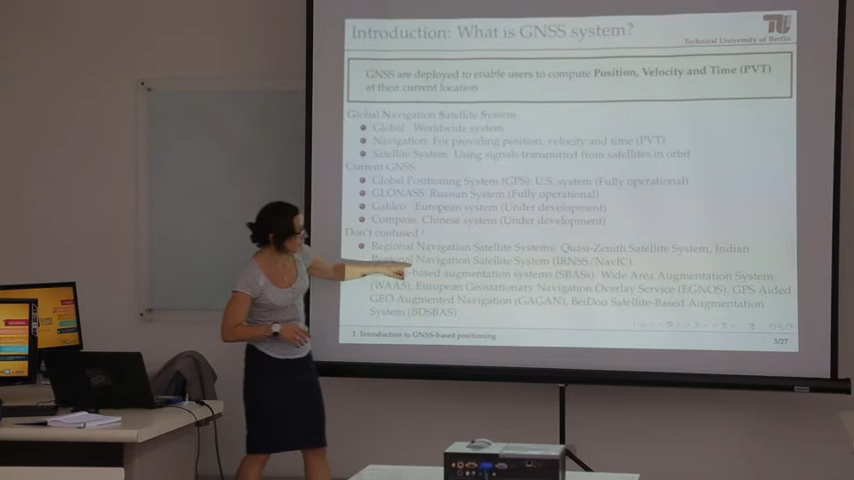 Introduction: What is GNSS system?
Technical University of Berlin
GNSS are deployed to enable users to compute Position, Velocity and Time (PVT)
at their current location
Global Navigation Satellite System
Global: Worldwide system
Navigation: For providing position, velocity and time (PVT)
Satellite System: Using signals transmitted from satellites in orbit
Current GNSS
Global Positioning System (GPS): U.S. system (Fully operational)
GLONASS: Russian System (Fully operational)
Galileo: European system (Under development)
Compass: Chinese system (Under development)
Don't confused !
Regional Navigation Satellite Systems: Quasi-Zenith Satellite System, Indian
Regional Navigation Satellite System (IRNSS/NavIC).
-based augmentation systems (SBASs): Wide Area Augmentation System
(WAAS), European Geostationary Navigation Overlay Service (EGNOS), GPS Aided
GEO Augmented Navigation (GAGAN), BeiDou Satellite-Based Augmentation
System (BDSBAS)
1. Introduction to GNSS-based positioning
3/27